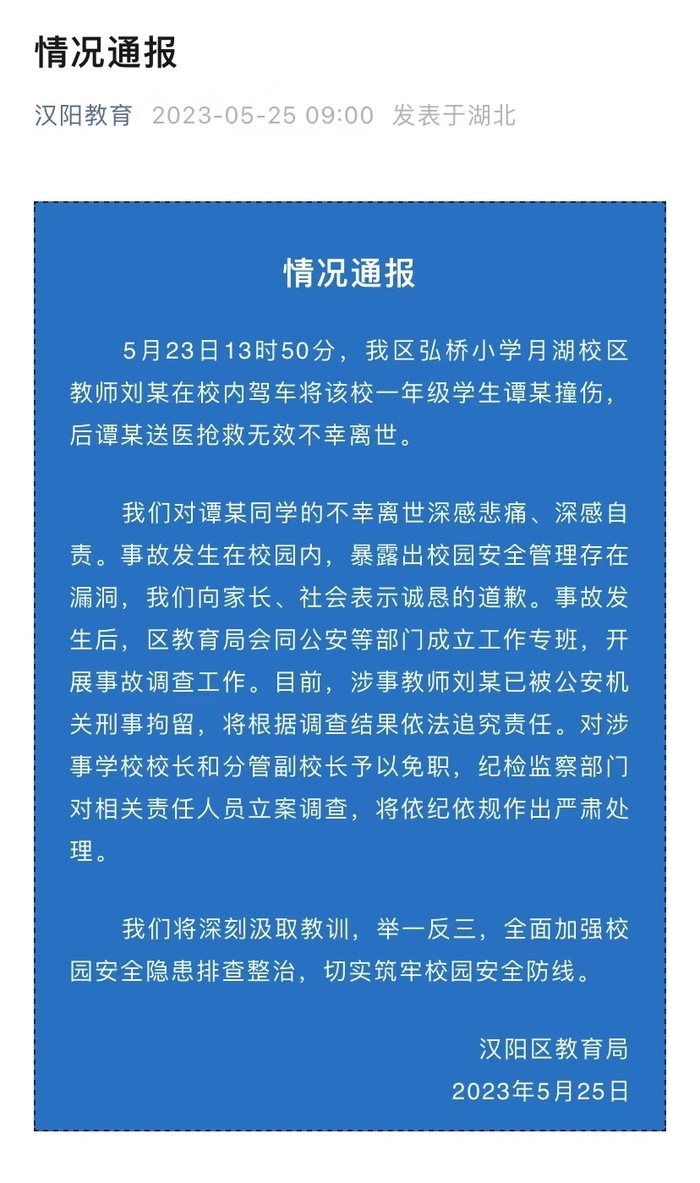 情况通报
汉阳教育 2023-05-25 09:00 发表于湖北
情况通报
5月23日13时50分，我区弘桥小学月湖校区
教师刘某在校内驾车将该校一年级学生谭某撞伤，
后谭某送医抢救无效不幸离世。
我们对谭某同学的不幸离世深感悲痛、深感自
责。事故发生在校园内，暴露出校园安全管理存在
漏洞，我们向家长、社会表示诚恳的道歉。事故发
生后，区教育局会同公安等部门成立工作专班，开
展事故调查工作。目前，涉事教师刘某已被公安机
关刑事拘留，将根据调查结果依法追究责任。对涉
事学校校长和分管副校长予以免职，纪检监察部门
对相关责任人员立案调查，将依纪依规作出严肃处
理。
我们将深刻汲取教训，举一反三，全面加强校
园安全隐患排查整治，切实筑牢校园安全防线。
汉阳区教育局
2023年5月25日